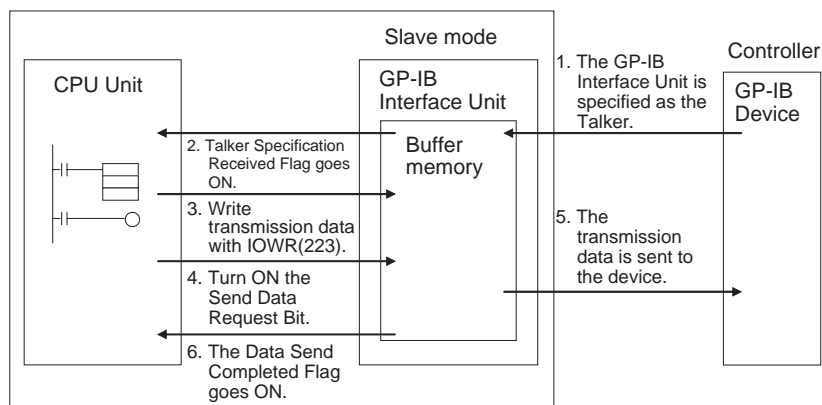 Slave mode
Controller
CPU Unit
GP-IB
Interface Unit
Buffer
memory
GP-IB
Device
1. The GP-IB
Interface Unit is
specified as the
Talker.
2. Talker Specification
Received Flag goes
ON.
3. Write
transmission data
with IOWR(223).
4. Turn ON the
Send Data
Request Bit.
5. The
transmission
data is sent to
the device.
6. The Data Send
Completed Flag
goes ON.